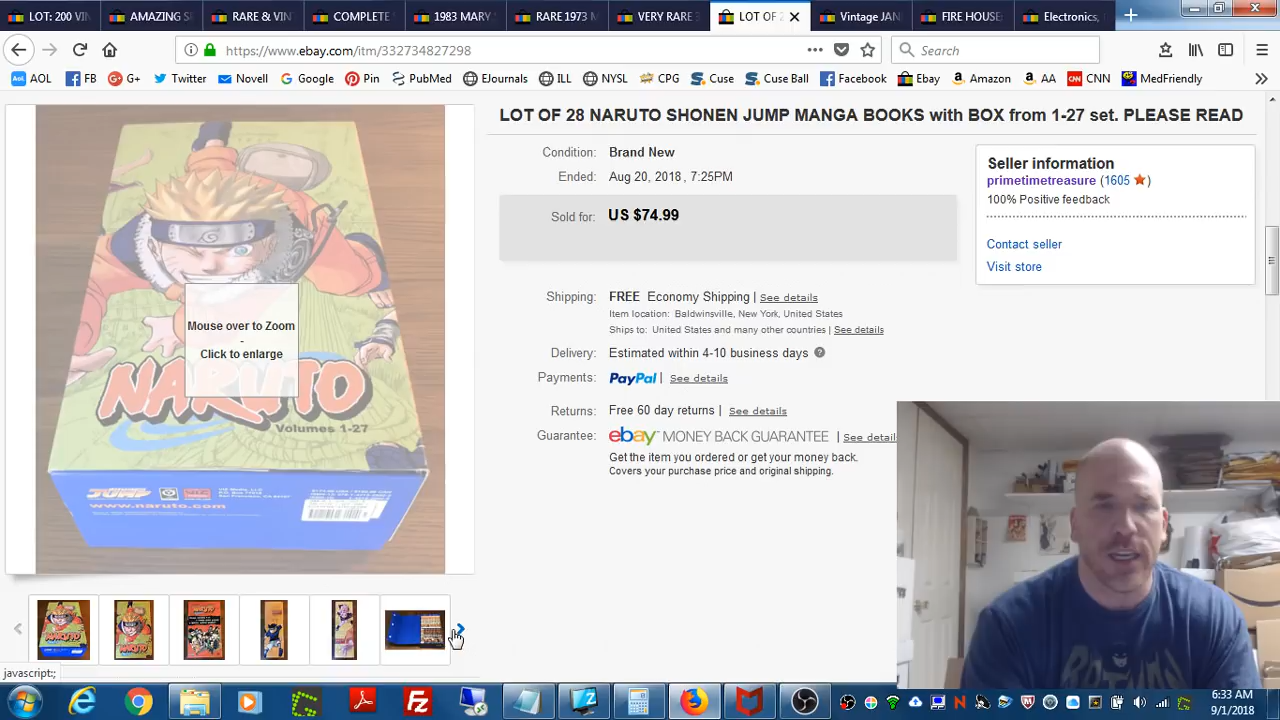 LOT: 200 VIN
AMAZING S
RARE & VIN
COMPLETE
1983 MARY
RARE 1973 M
VERY RARE
LOT OF 2
Vintage JAN
FIRE HOUSE
Electronics,
https://www.ebay.com/itm/332734827298
Search
AOL
FB
G+
Twitter
Novell
Google
Pin
PubMed
EJournals
ILL
NYSL
CPG
Cuse
Cuse Ball
Facebook
Ebay
Amazon
AA
CNN
MedFriendly
LOT OF 28 NARUTO SHONEN JUMP MANGA BOOKS with BOX from 1-27 set. PLEASE READ
Condition: Brand New
Ended: Aug 20, 2018 , 7:25PM
Sold for: US $74.99
Shipping: FREE Economy Shipping | See details
Item location: Baldwinsville, New York, United States
Ships to: United States and many other countries | See details
Delivery: Estimated within 4-10 business days
Payments: PayPal | See details
Returns: Free 60 day returns | See details
Guarantee: ebay MONEY BACK GUARANTEE | See detail
Get the item you ordered or get your money back.
Covers your purchase price and original shipping.
Seller information
primetimetreasure (1605)
100% Positive feedback
Contact seller
Visit store
Mouse over to Zoom
-
Click to enlarge
NARUTO
Volumes 1-27
JUMP
www.naruto.com
NARUTO
javascript:;
6:33 AM
9/1/2018